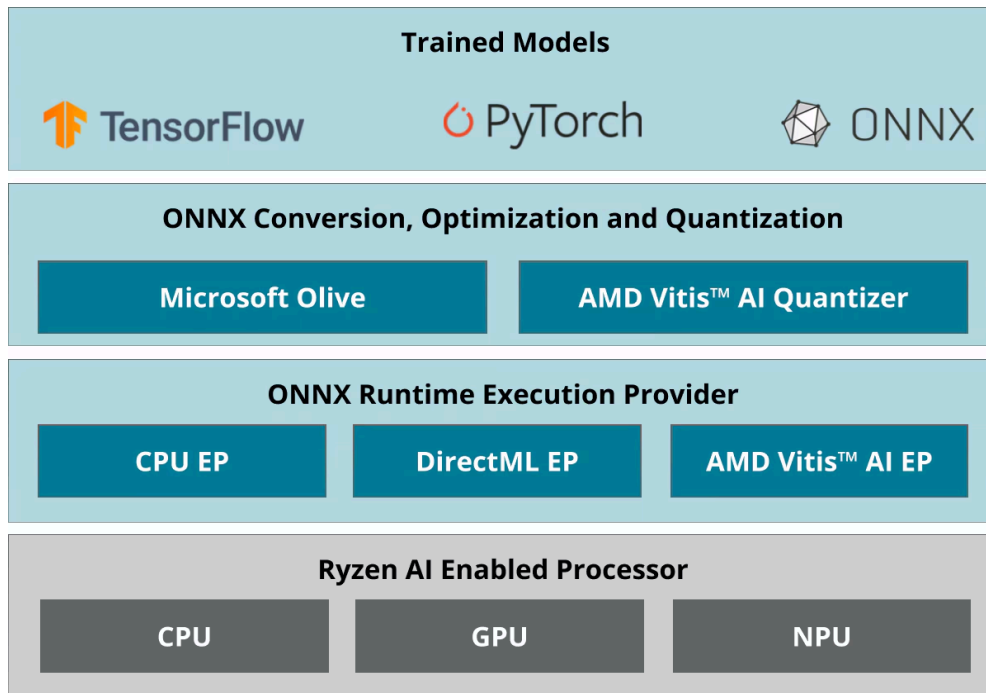 Trained Models
TensorFlow
PyTorch
ONNX
ONNX Conversion, Optimization and Quantization
Microsoft Olive
AMD Vitis™ AI Quantizer
ONNX Runtime Execution Provider
CPU EP
DirectML EP
AMD Vitis™ AI EP
Ryzen AI Enabled Processor
CPU
GPU
NPU